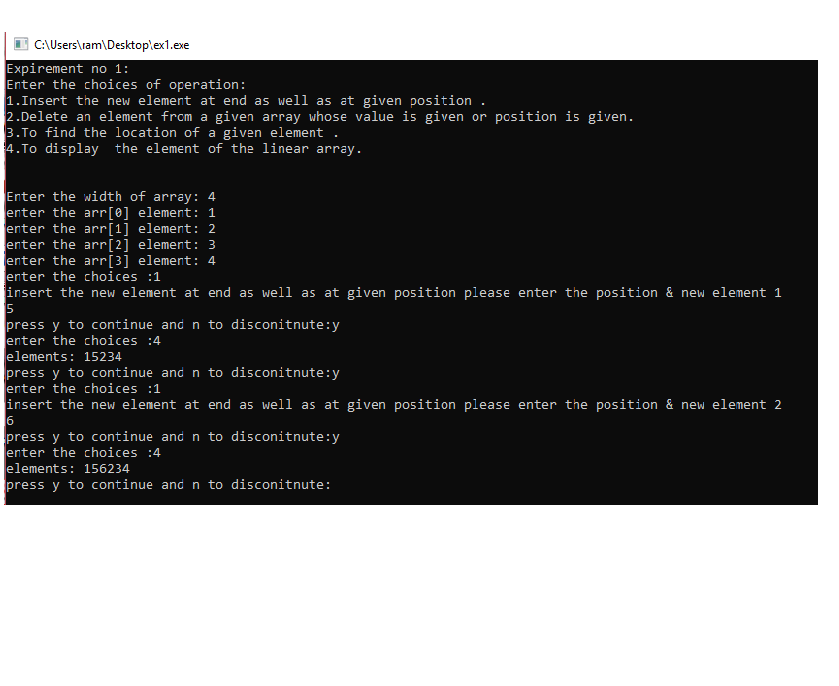 C:\Users\ram\Desktop\ex1.exe
Expirement no 1:
Enter the choices of operation:
1.Insert the new element at end as well as at given position .
2.Delete an element from a given array whose value is given or position is given.
3.To find the location of a given element .
4.To display  the element of the linear array.
Enter the width of array: 4
enter the arr[0] element: 1
enter the arr[1] element: 2
enter the arr[2] element: 3
enter the arr[3] element: 4
enter the choices :1
insert the new element at end as well as at given position please enter the position & new element 1
5
press y to continue and n to disconitnute:y
enter the choices :4
elements: 15234
press y to continue and n to disconitnute:y
enter the choices :1
insert the new element at end as well as at given position please enter the position & new element 2
6
press y to continue and n to disconitnute:y
enter the choices :4
elements: 156234
press y to continue and n to disconitnute: